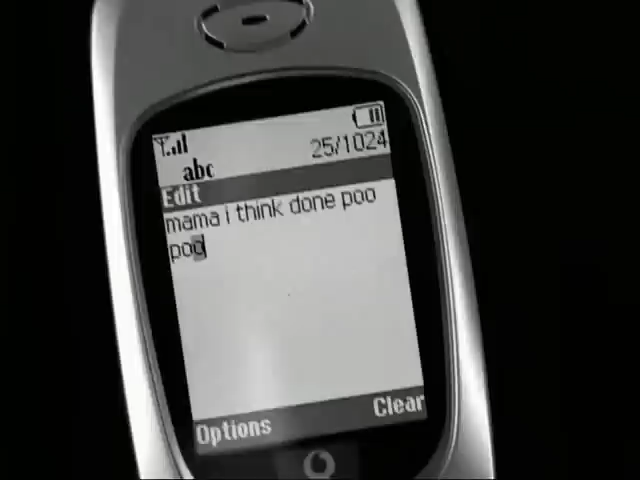 25/1024
abc
Edit
mama i think done poo
poo
Options
Clear